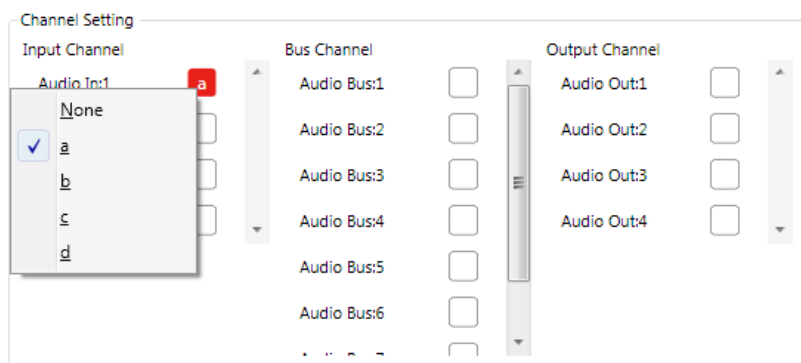 Channel Setting
Input Channel
Bus Channel
Output Channel
Audio In:1 a
Audio Bus:1
Audio Out:1
None
a
b
c
d
Audio Bus:2
Audio Out:2
Audio Bus:3
Audio Out:3
Audio Bus:4
Audio Out:4
Audio Bus:5
Audio Bus:6